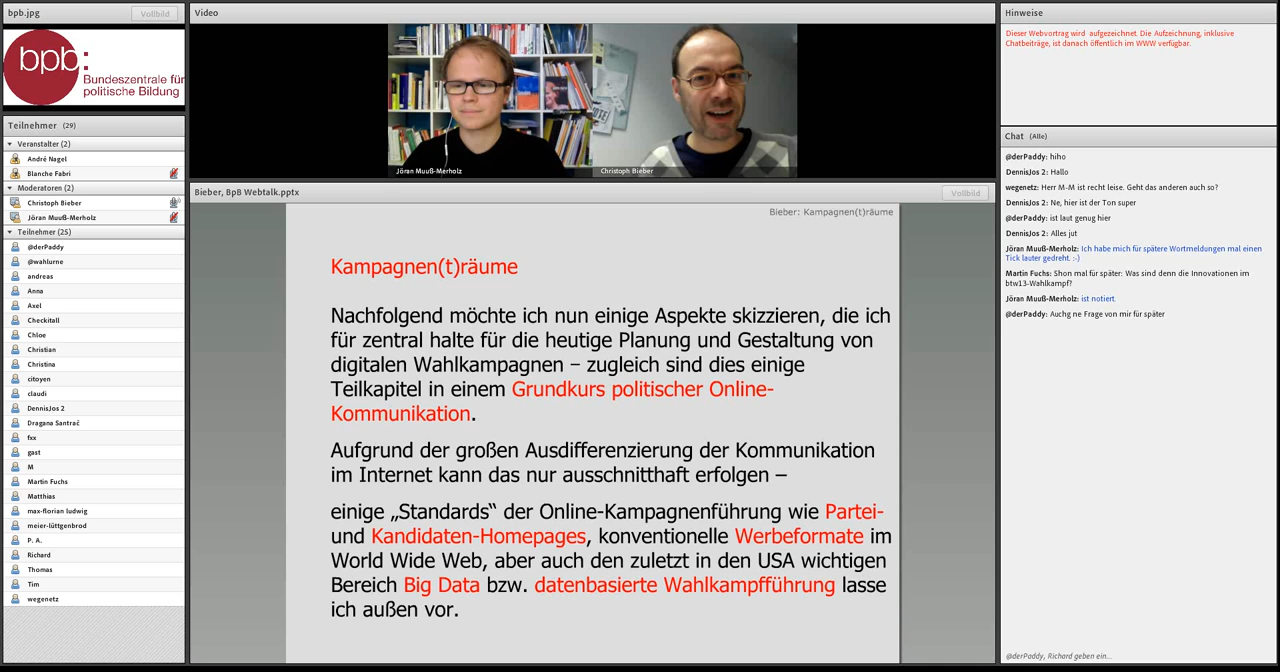 bpb.jpg
Vollbild
bpb:
Bundeszentrale für
politische Bildung
Teilnehmer (29)
Veranstalter (2)
André Nagel
Blanche Fabri
Moderatoren (2)
Christoph Bieber
Jöran Muuß-Merholz
Teilnehmer (25)
@derPaddy
@wahlurne
andreas
Anna
Axel
Checkitall
Chloe
Christian
Christina
citoyen
claudi
DennisJos 2
Dragana Santrač
fxx
gast
M
Martin Fuchs
Matthias
max-florian ludwig
meier-lüttgenbrod
P. A.
Richard
Thomas
Tim
wegenetz
Video
Jöran Muuß-Merholz
Christoph Bieber
Bieber, BpB Webtalk.pptx
Vollbild
Bieber: Kampagnen(t)räume
Kampagnen(t)räume
Nachfolgend möchte ich nun einige Aspekte skizzieren, die ich
für zentral halte für die heutige Planung und Gestaltung von
digitalen Wahlkampagnen – zugleich sind dies einige
Teilkapitel in einem Grundkurs politischer Online-
Kommunikation.
Aufgrund der großen Ausdifferenzierung der Kommunikation
im Internet kann das nur ausschnitthaft erfolgen –
einige „Standards“ der Online-Kampagnenführung wie Partei-
und Kandidaten-Homepages, konventionelle Werbeformate im
World Wide Web, aber auch den zuletzt in den USA wichtigen
Bereich Big Data bzw. datenbasierte Wahlkampfführung lasse
ich außen vor.
Hinweise
Dieser Webvortrag wird aufgezeichnet. Die Aufzeichnung, inklusive
Chatbeiträge, ist danach öffentlich im WWW verfügbar.
Chat (Alle)
@derPaddy: hiho
DennisJos 2: Hallo
wegenetz: Herr M-M ist recht leise. Geht das anderen auch so?
DennisJos 2: Ne, hier ist der Ton super
@derPaddy: ist laut genug hier
DennisJos 2: Alles jut
Jöran Muuß-Merholz: Ich habe mich für spätere Wortmeldungen mal einen
Tick lauter gedreht. :-)
Martin Fuchs: Shon mal für später: Was sind denn die Innovationen im
btw13-Wahlkampf?
Jöran Muuß-Merholz: ist notiert.
@derPaddy: Auchg ne Frage von mir für später
@derPaddy, Richard geben ein...